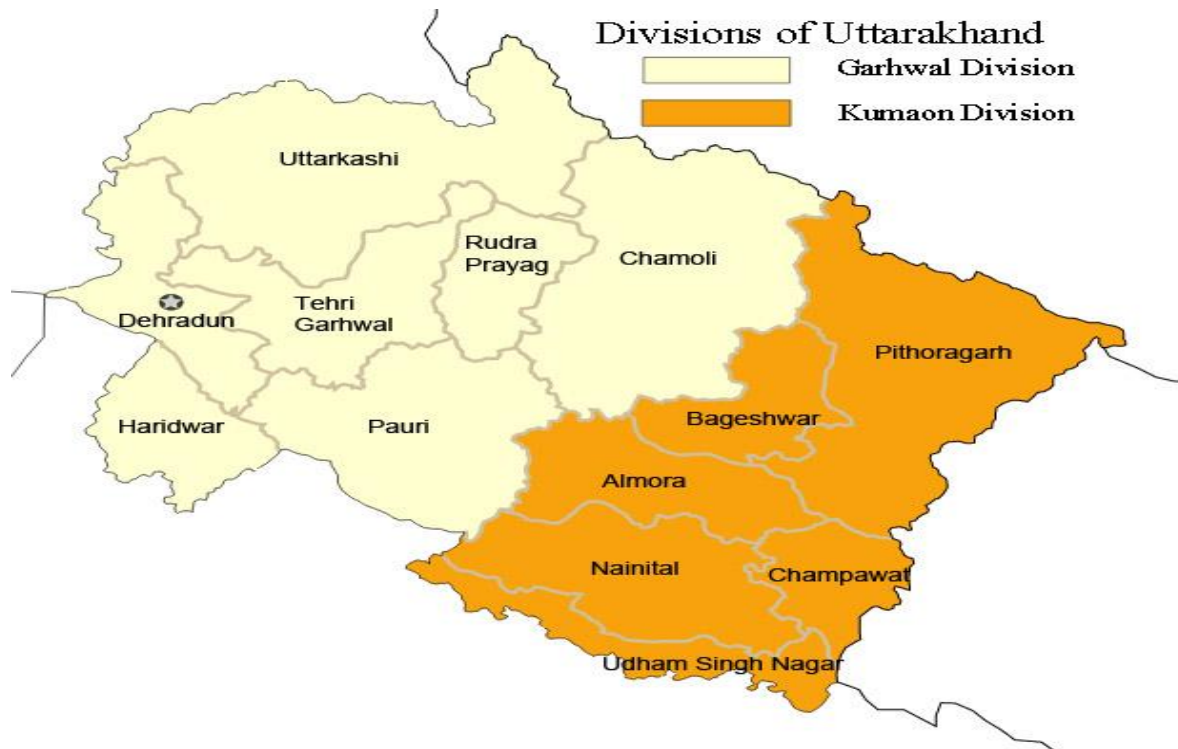 Divisions of Uttarakhand
Garhwal Division
Kumaon Division
Uttarkashi
Rudra
Prayag
Chamoli
Tehri
Garhwal
Dehradun
Pithoragarh
Haridwar
Pauri
Bageshwar
Almora
Nainital
Champawat
Udham Singh Nagar